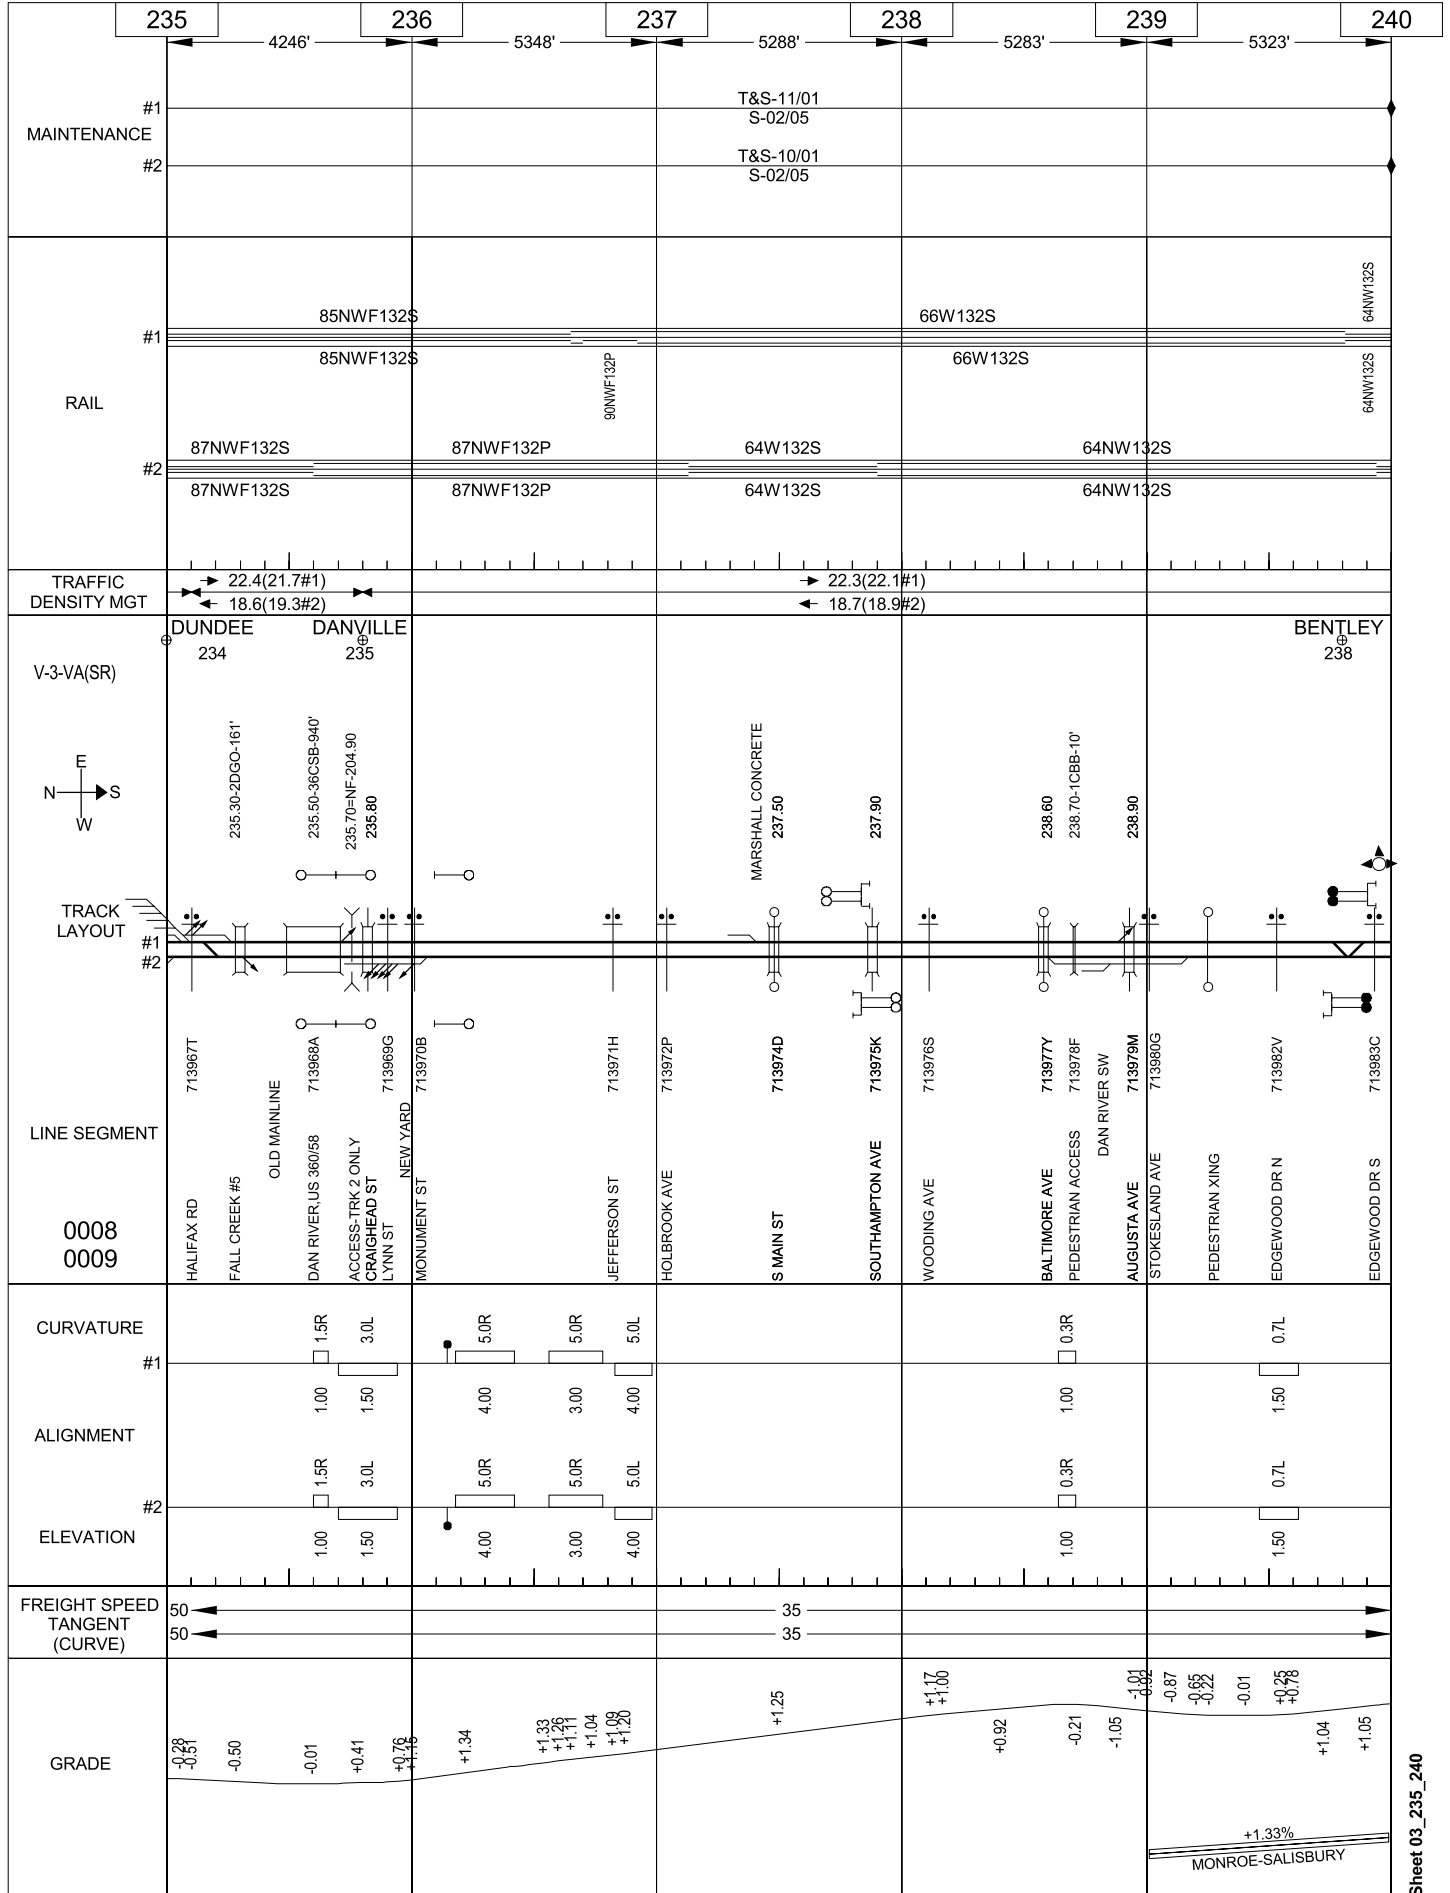 235 236 237 238 239 240
4246' 5348' 5288' 5283' 5323'
MAINTENANCE
#1
T&S-11/01
S-02/05
#2
T&S-10/01
S-02/05
RAIL
#1
85NWF132S
66W132S
64NW132S
85NWF132S
90NWF132P
66W132S
64NW132S
#2
87NWF132S 87NWF132P 64W132S 64NW132S
87NWF132S 87NWF132P 64W132S 64NW132S
TRAFFIC
DENSITY MGT
22.4(21.7#1)
18.6(19.3#2)
22.3(22.1#1)
18.7(18.9#2)
DUNDEE DANVILLE BENTLEY
234 235 238
V-3-VA(SR)
E
N S
W
235.30-2DGO-161'
235.50-36CSB-940'
235.70=NF-204.90
235.80
MARSHALL CONCRETE
237.50
237.90
238.60
238.70-1CBB-10'
238.90
TRACK
LAYOUT
#1
#2
713967T
713968A
713969G
713970B
713971H
713972P
713974D
713975K
713976S
713977Y
713978F
713979M
713980G
713982V
713983C
LINE SEGMENT
0008
0009
HALIFAX RD
FALL CREEK #5
OLD MAINLINE
DAN RIVER,US 360/58
ACCESS-TRK 2 ONLY
CRAIGHEAD ST
LYNN ST
NEW YARD
MONUMENT ST
JEFFERSON ST
HOLBROOK AVE
S MAIN ST
SOUTHAMPTON AVE
WOODING AVE
BALTIMORE AVE
PEDESTRIAN ACCESS
DAN RIVER SW
AUGUSTA AVE
STOKESLAND AVE
PEDESTRIAN XING
EDGEWOOD DR N
EDGEWOOD DR S
CURVATURE
#1
1.5R 3.0L 5.0R 5.0R 5.0L 0.3R 0.7L
1.00 1.50 4.00 3.00 4.00 1.00 1.50
ALIGNMENT
#2
1.5R 3.0L 5.0R 5.0R 5.0L 0.3R 0.7L
1.00 1.50 4.00 3.00 4.00 1.00 1.50
ELEVATION
FREIGHT SPEED
TANGENT
(CURVE)
50 35
50 35
GRADE
-0.28
-0.51
-0.50
-0.01
+0.41
+0.76
+1.34
+1.33
+1.26
+1.11
+1.04
+1.09
+1.20
+1.25
+1.17
+1.00
+0.92
-0.21
-1.05
-1.01
-0.87
-0.65
-0.22
-0.01
+0.25
+0.78
+1.04
+1.05
+1.33%
MONROE-SALISBURY
Sheet 03_235_240